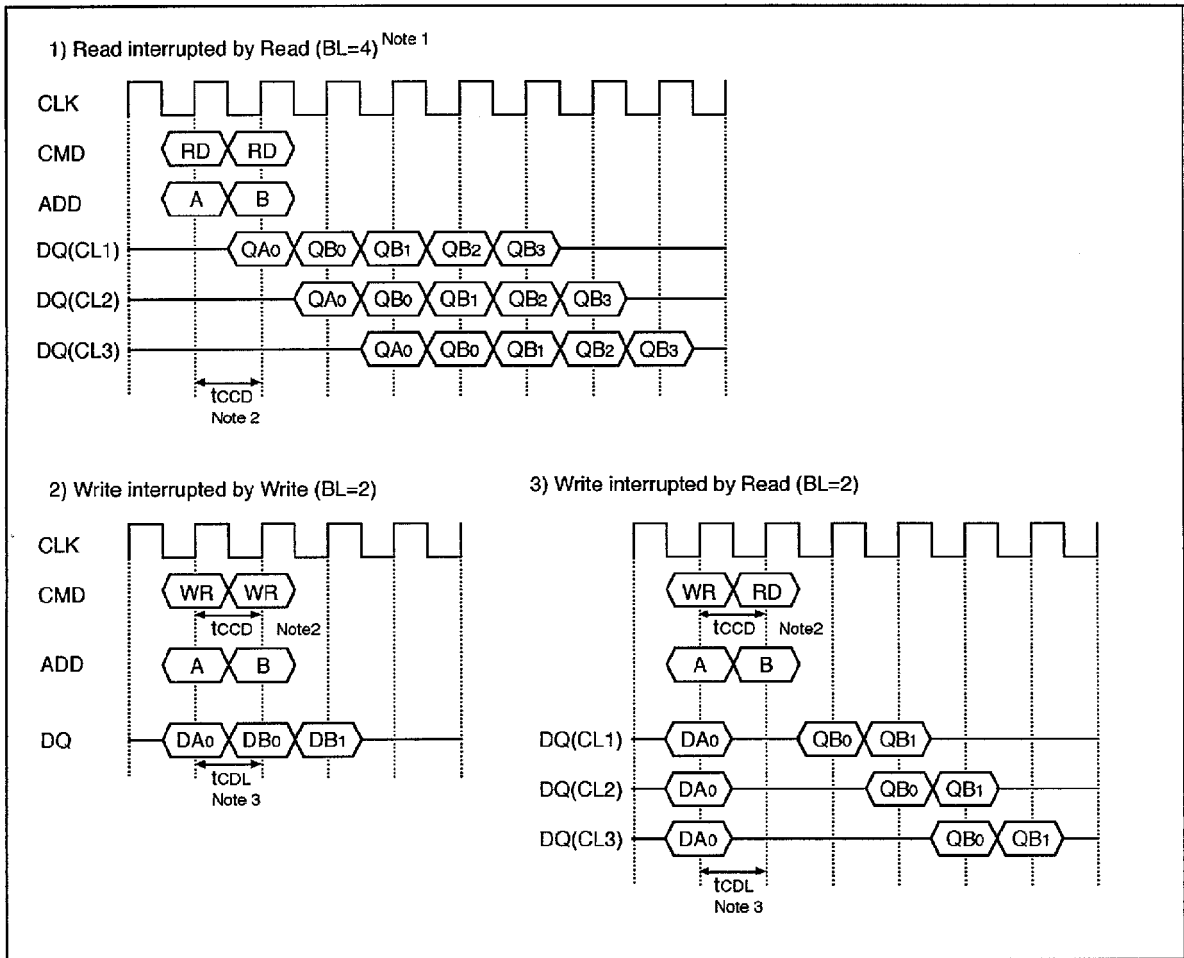 1) Read interrupted by Read (BL=4) Note 1
CLK
CMD RD RD
ADD A B
DQ(CL1) QA0 QB0 QB1 QB2 QB3
DQ(CL2) QA0 QB0 QB1 QB2 QB3
DQ(CL3) QA0 QB0 QB1 QB2 QB3
tCCD
Note 2
2) Write interrupted by Write (BL=2)
CLK
CMD WR WR
tCCD Note2
ADD A B
DQ DA0 DB0 DB1
tCDL
Note 3
3) Write interrupted by Read (BL=2)
WR RD
tCCD Note2
A B
DQ(CL1) DA0 QB0 QB1
DQ(CL2) DA0 QB0 QB1
DQ(CL3) DA0 QB0 QB1
tCDL
Note 3